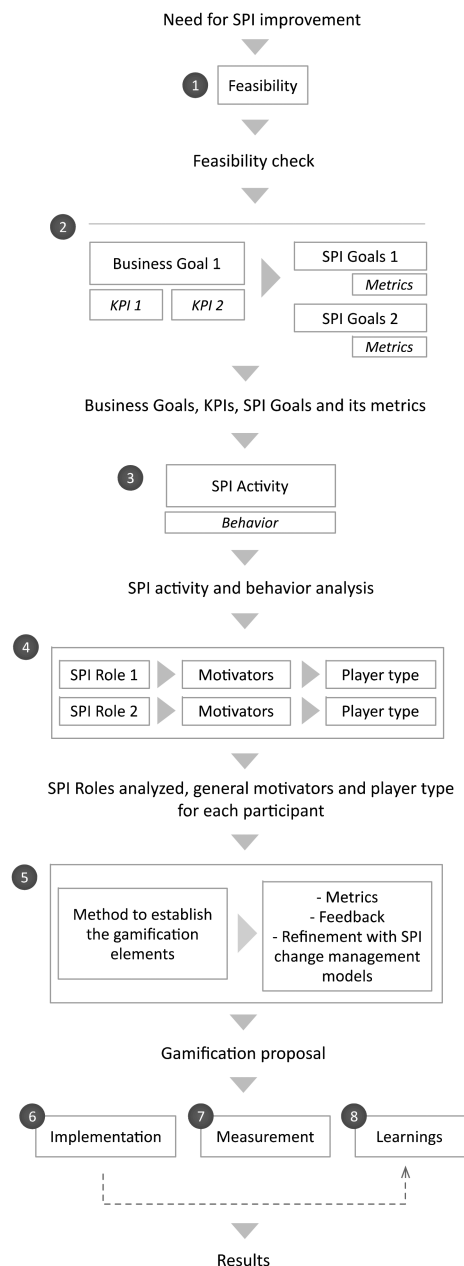 Need for SPI improvement
1
Feasibility
Feasibility check
2
Business Goal 1
KPI 1
KPI 2
SPI Goals 1
Metrics
SPI Goals 2
Metrics
Business Goals, KPIs, SPI Goals and its metrics
3
SPI Activity
Behavior
SPI activity and behavior analysis
4
SPI Role 1
Motivators
Player type
SPI Role 2
Motivators
Player type
SPI Roles analyzed, general motivators and player type
for each participant
5
Method to establish
the gamification
elements
- Metrics
- Feedback
- Refinement with SPI
change management
models
Gamification proposal
6
Implementation
7
Measurement
8
Learnings
Results